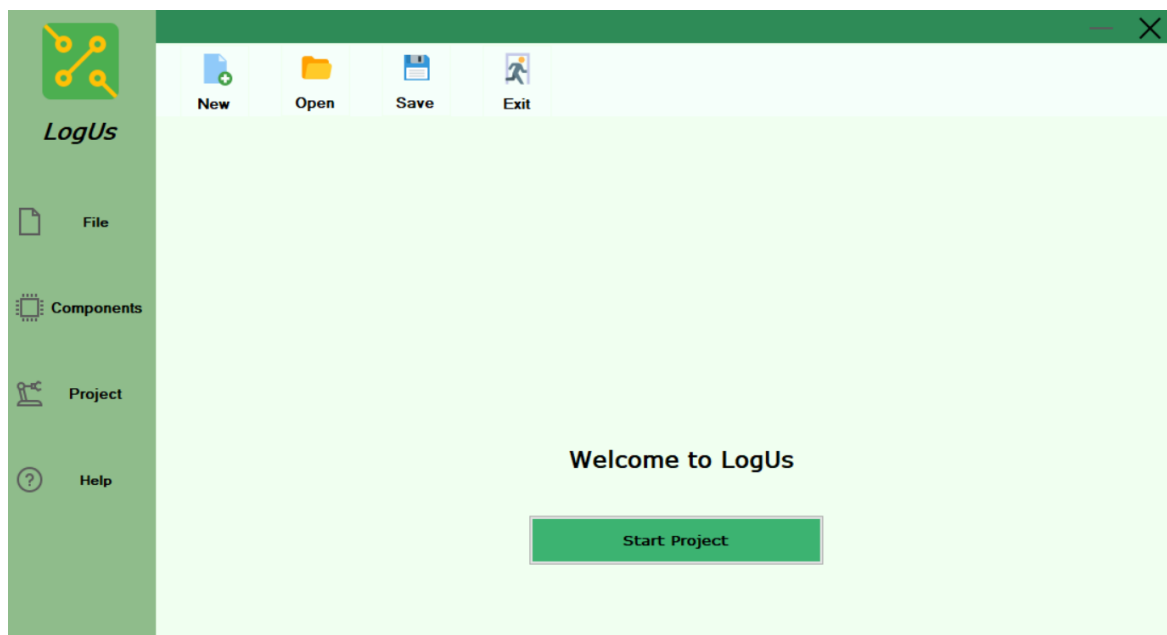 LogUs
New Open Save Exit
File
Components
Project
Help
Welcome to LogUs
Start Project